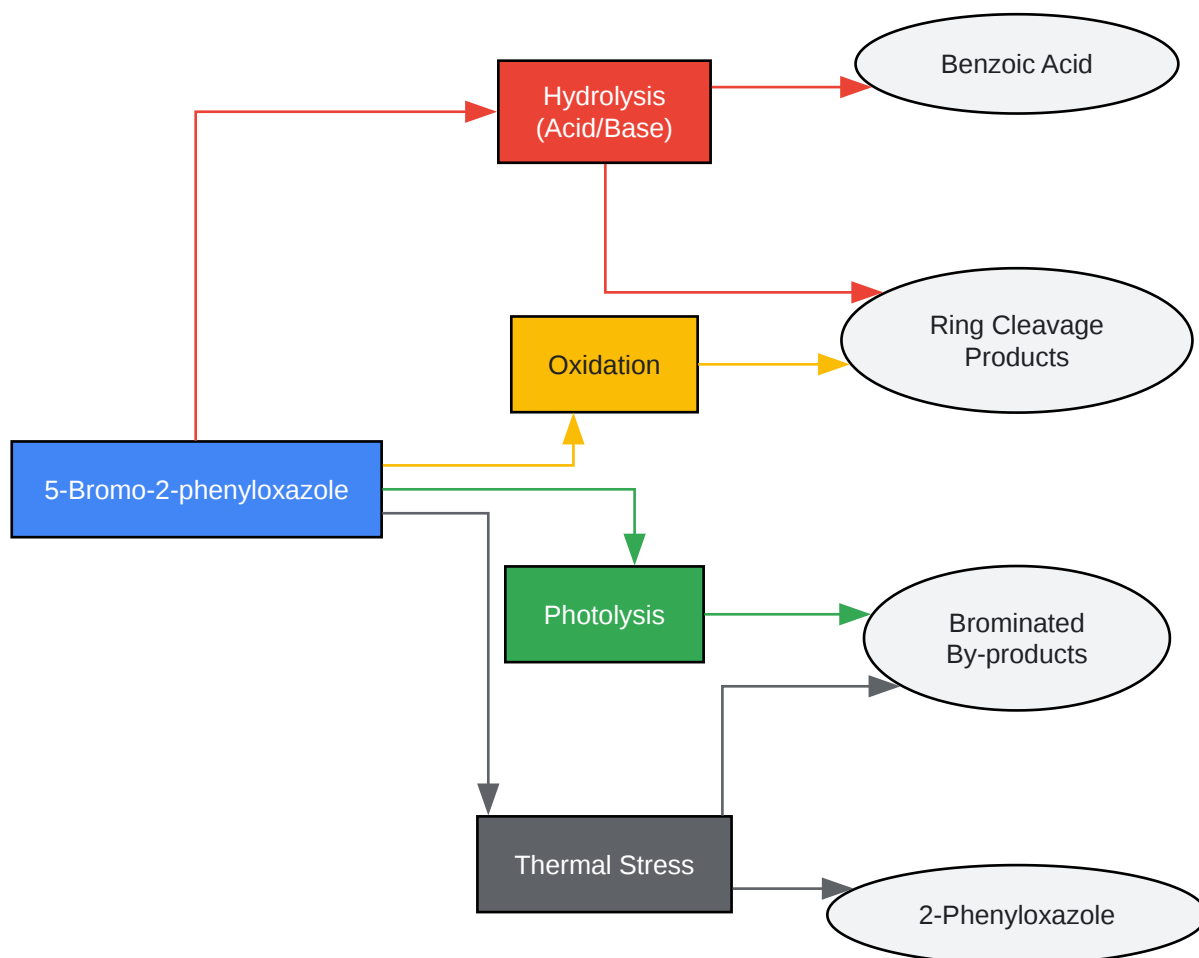 Benzoic Acid
Hydrolysis
(Acid/Base)
Ring Cleavage
Products
Oxidation
5-Bromo-2-phenyloxazole
Photolysis
Brominated
By-products
Thermal Stress
2-Phenyloxazole